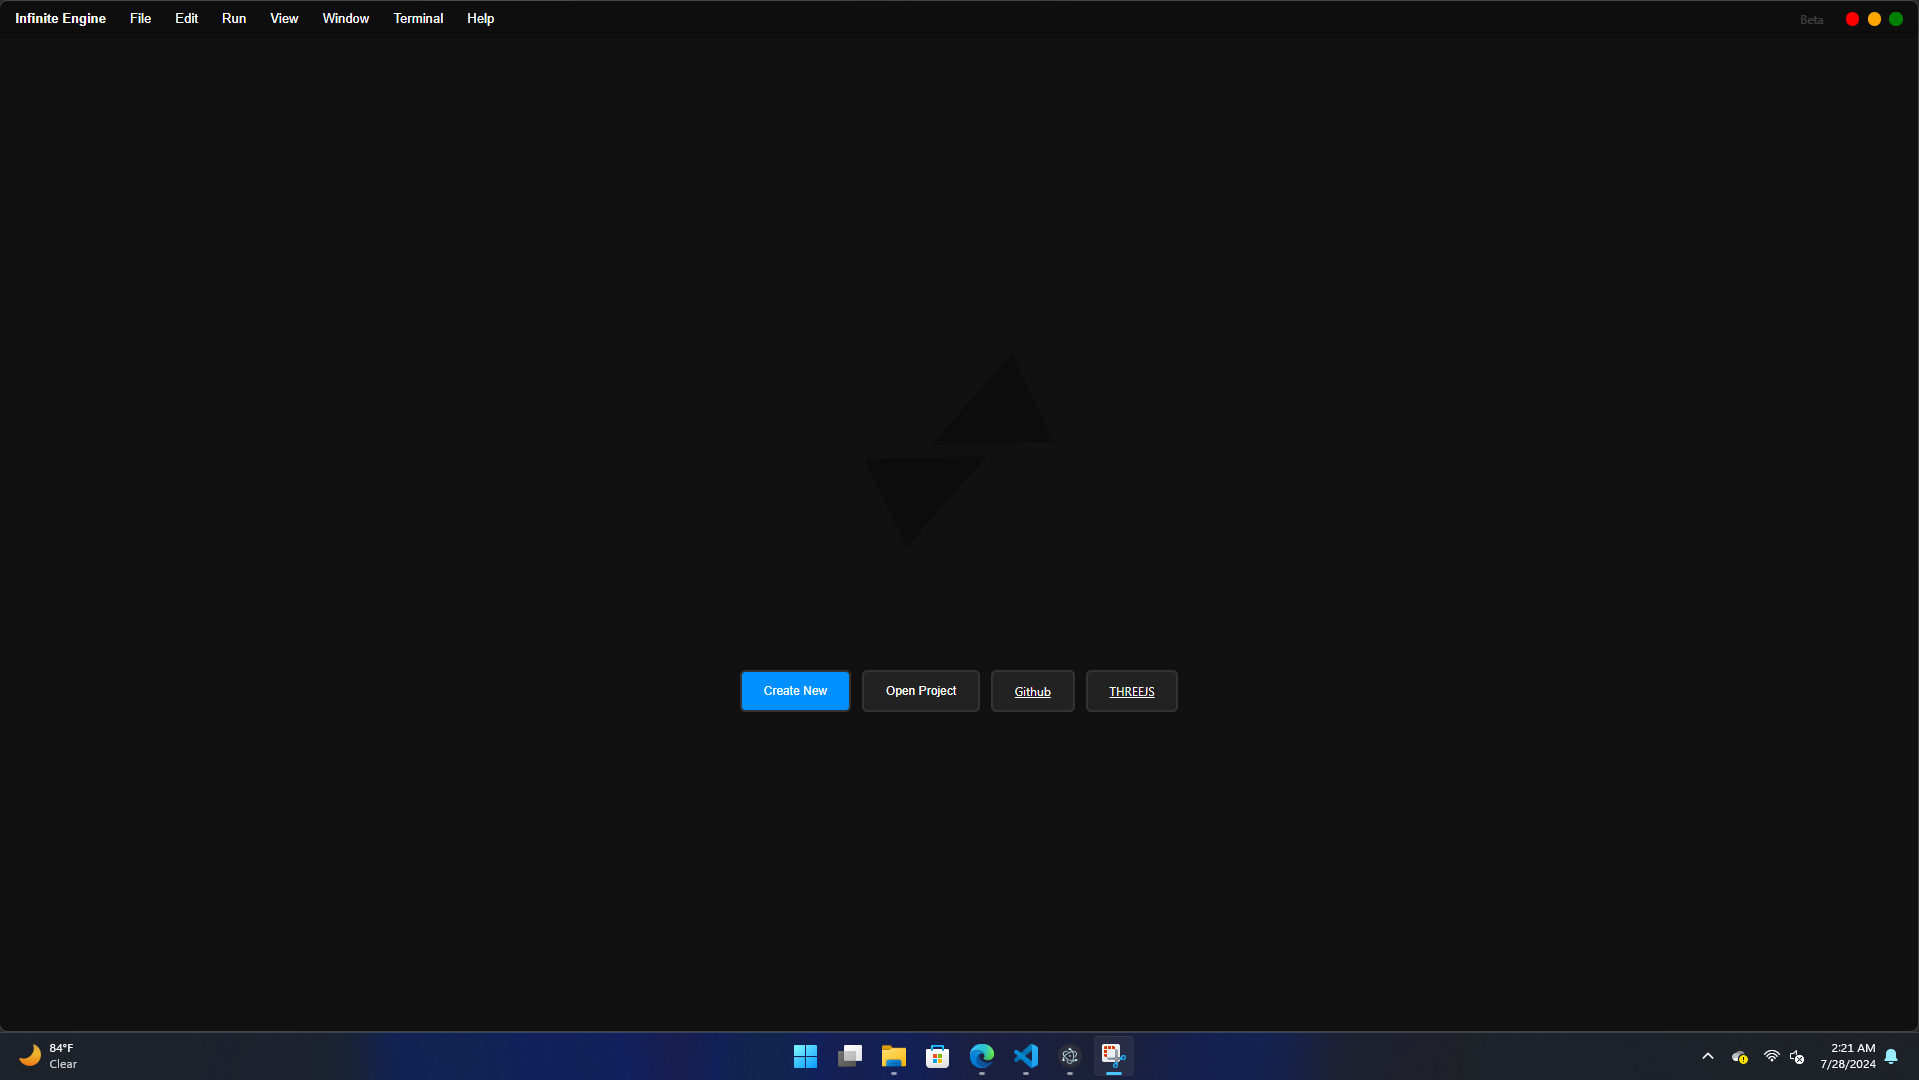 Infinite Engine File Edit Run View Window Terminal Help Beta
Create New Open Project Github THREEJS
84°F
Clear
2:21 AM
7/28/2024